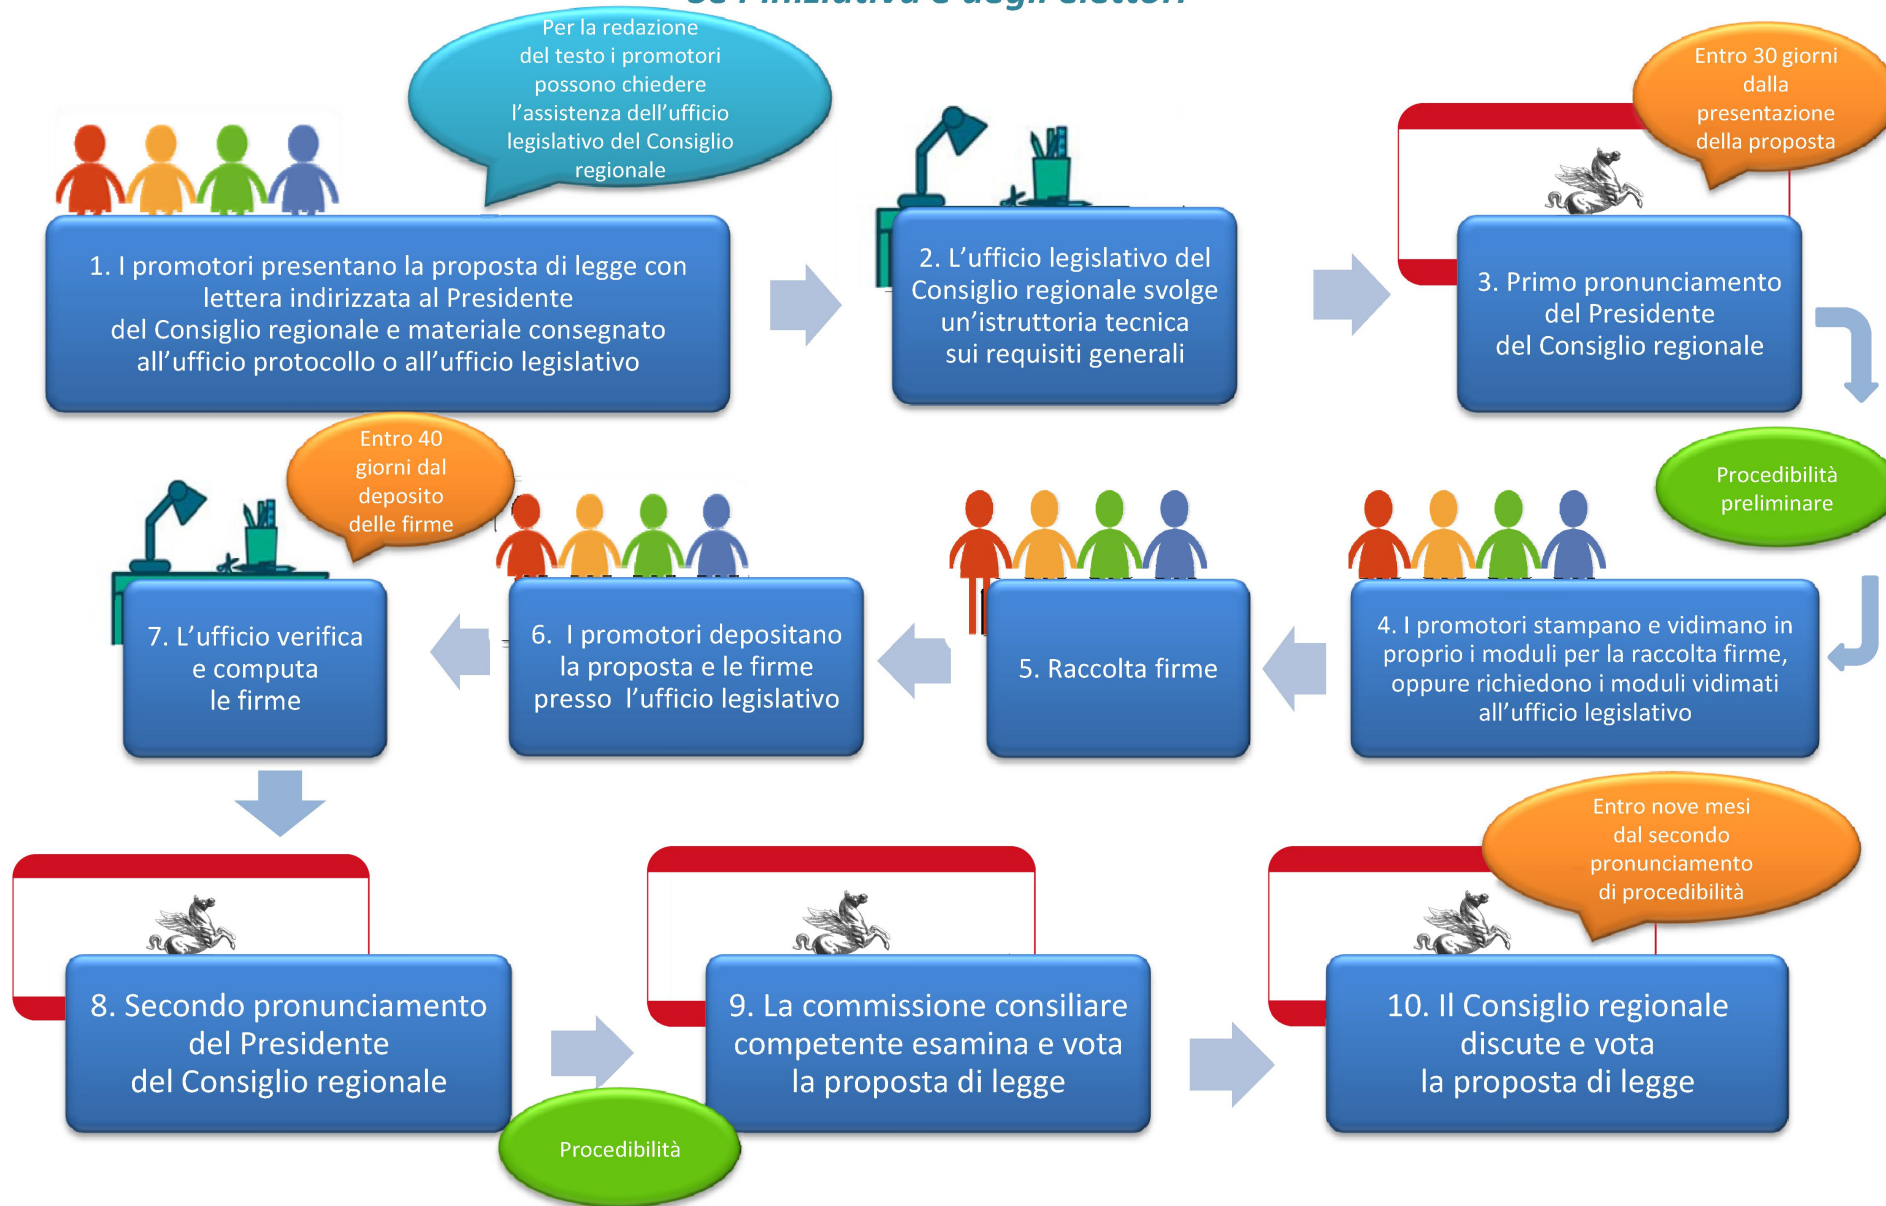 Se l'iniziativa è degli elettori
Per la redazione
del testo i promotori
possono chiedere
l'assistenza dell'ufficio
legislativo del Consiglio
regionale
1. I promotori presentano la proposta di legge con
lettera indirizzata al Presidente
del Consiglio regionale e materiale consegnato
all'ufficio protocollo o all'ufficio legislativo
2. L'ufficio legislativo del
Consiglio regionale svolge
un'istruttoria tecnica
sui requisiti generali
Entro 30 giorni
dalla
presentazione
della proposta
3. Primo pronunciamento
del Presidente
del Consiglio regionale
Procedibilità
preliminare
4. I promotori stampano e vidimano in
proprio i moduli per la raccolta firme,
oppure richiedono i moduli vidimati
all'ufficio legislativo
5. Raccolta firme
6. I promotori depositano
la proposta e le firme
presso l'ufficio legislativo
Entro 40
giorni dal
deposito
delle firme
7. L'ufficio verifica
e computa
le firme
8. Secondo pronunciamento
del Presidente
del Consiglio regionale
Procedibilità
9. La commissione consiliare
competente esamina e vota
la proposta di legge
Entro nove mesi
dal secondo
pronunciamento
di procedibilità
10. Il Consiglio regionale
discute e vota
la proposta di legge